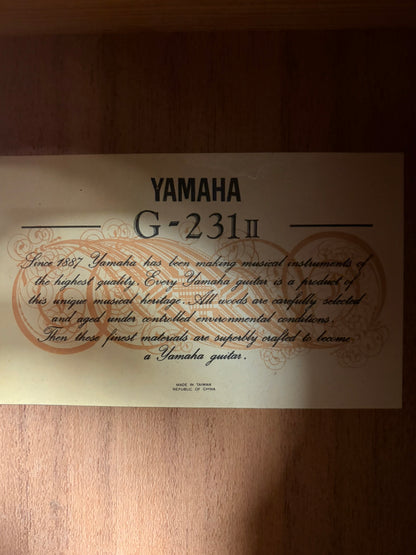 YAMAHA
G-231II
Since 1887 Yamaha has been making musical instruments of
the highest quality. Every Yamaha guitar is a product of
this unique musical heritage. All woods are carefully selected
and aged under controlled environmental conditions.
Then these finest materials are superbly crafted to become
a Yamaha guitar.
MADE IN TAIWAN
REPUBLIC OF CHINA